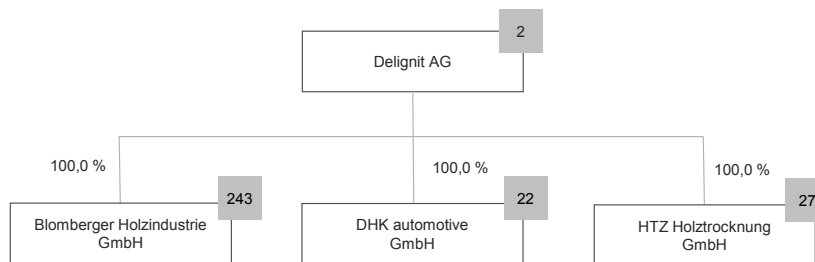 2
Delignit AG
100,0 %
100,0 %
100,0 %
243
22
27
Blomberger Holzindustrie
GmbH
DHK automotive
GmbH
HTZ Holztrocknung
GmbH